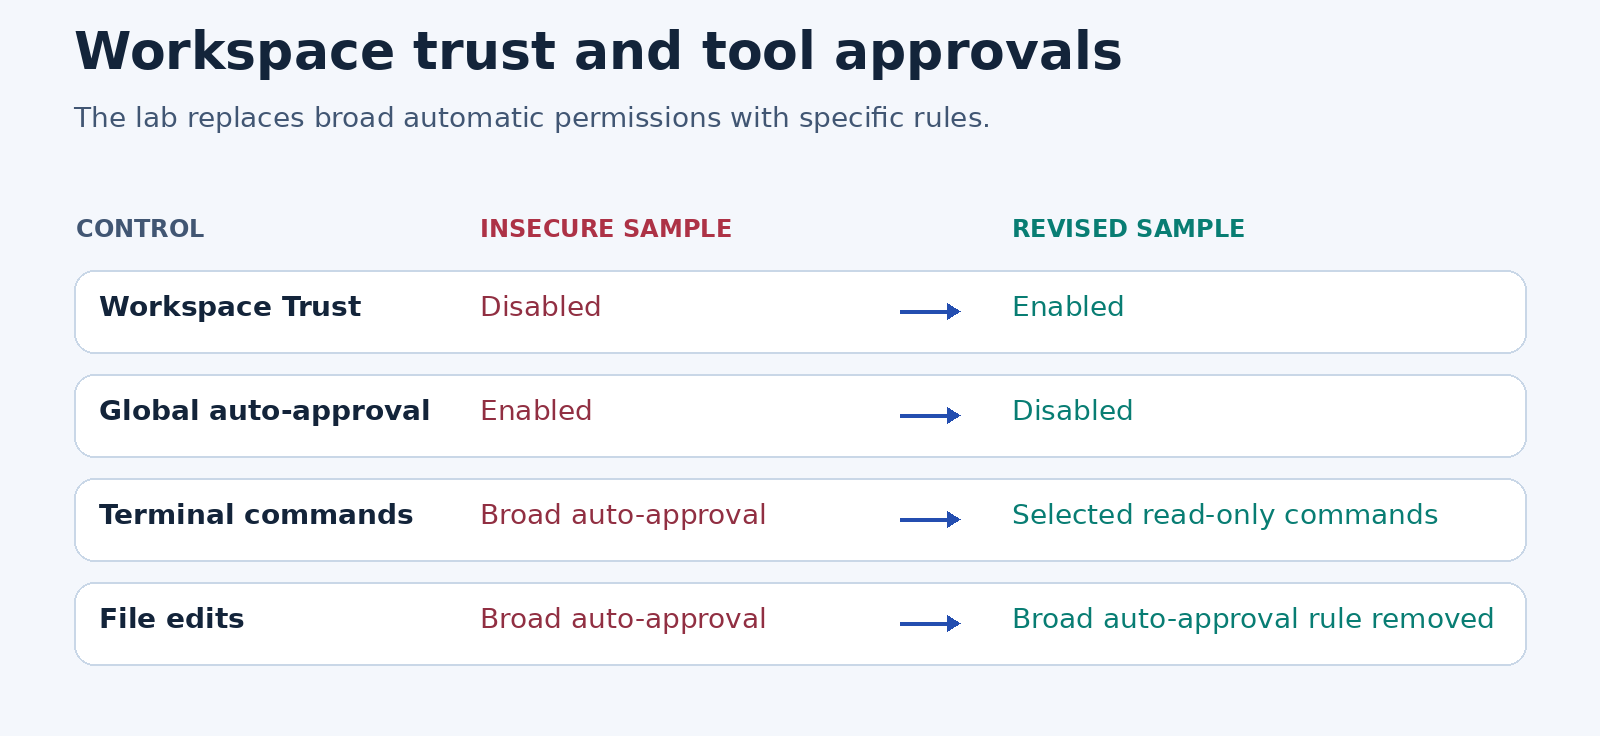 Workspace trust and tool approvals
The lab replaces broad automatic permissions with specific rules.
CONTROL INSECURE SAMPLE REVISED SAMPLE
Workspace Trust Disabled Enabled
Global auto-approval Enabled Disabled
Terminal commands Broad auto-approval Selected read-only commands
File edits Broad auto-approval Broad auto-approval rule removed